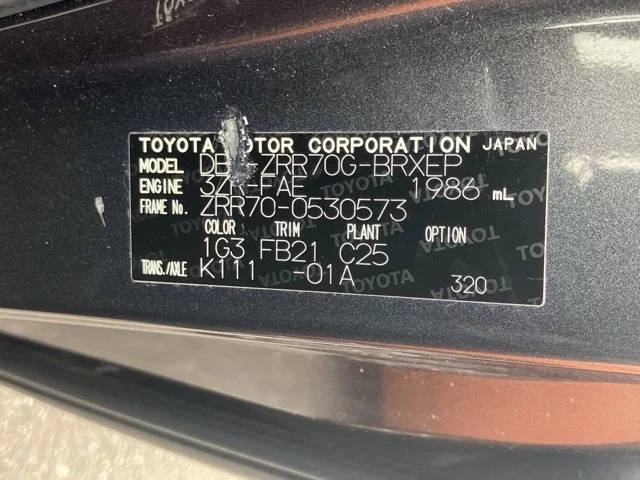 TOYOTA MOTOR CORPORATION JAPAN
MODEL DBA-ZRR70G-BRXEP
ENGINE 3ZR-FAE 1986 mL
FRAME No. ZRR70-0530573
COLOR TRIM PLANT OPTION
1G3 FB21 C25
TRANS./AXLE K111 -01A 320